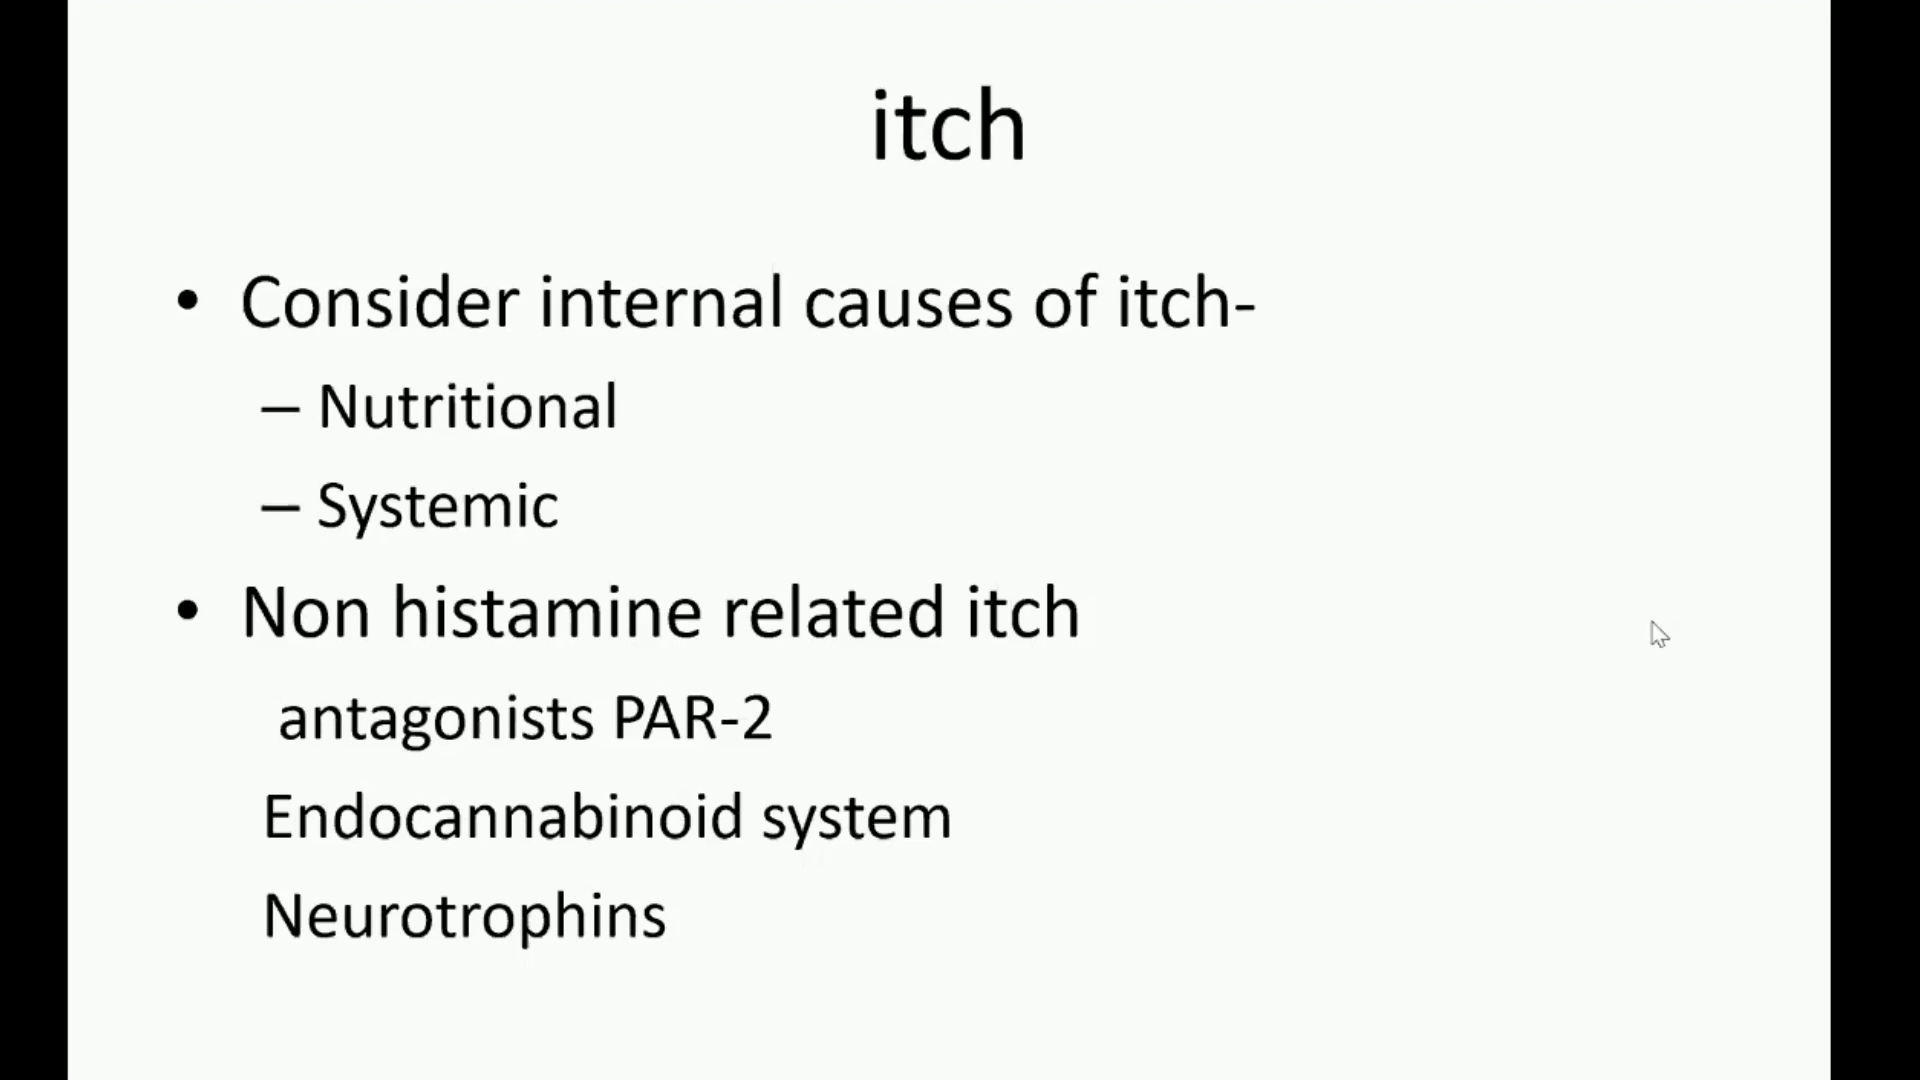 itch
• Consider internal causes of itch-
– Nutritional
– Systemic
• Non histamine related itch
antagonists PAR-2
Endocannabinoid system
Neurotrophins